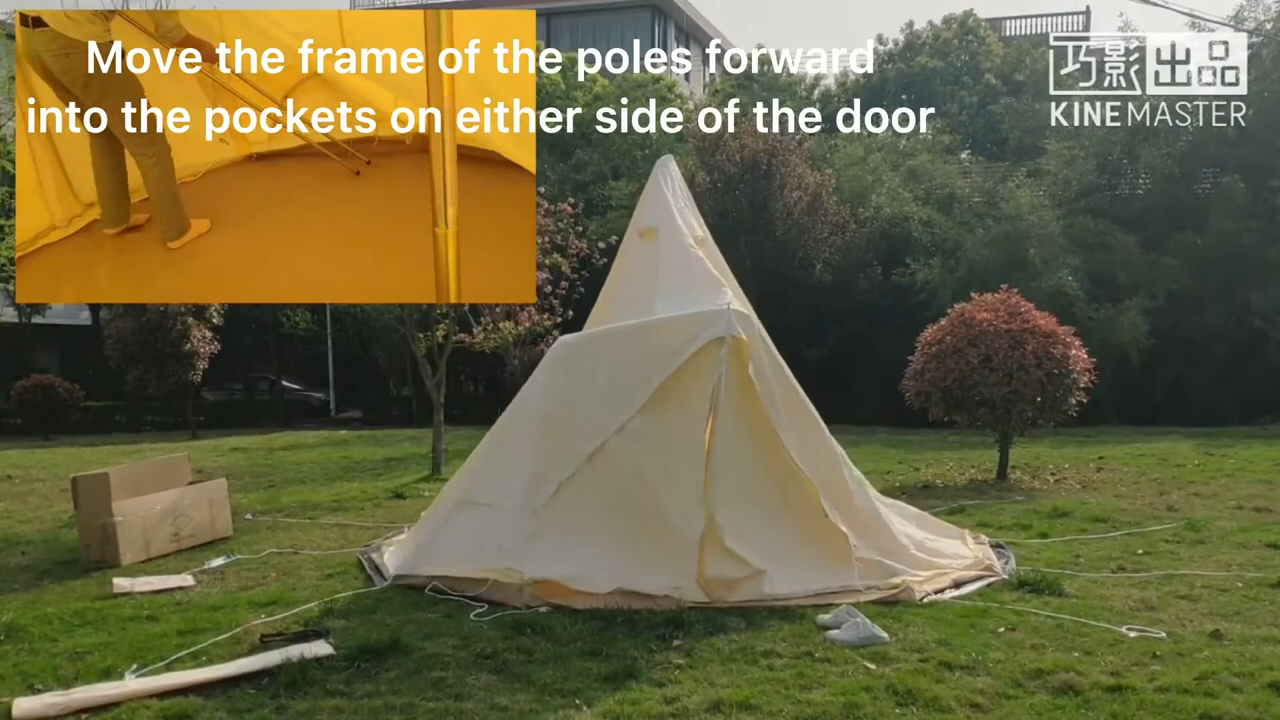 Move the frame of the poles forward
into the pockets on either side of the door
巧影出品
KINEMASTER